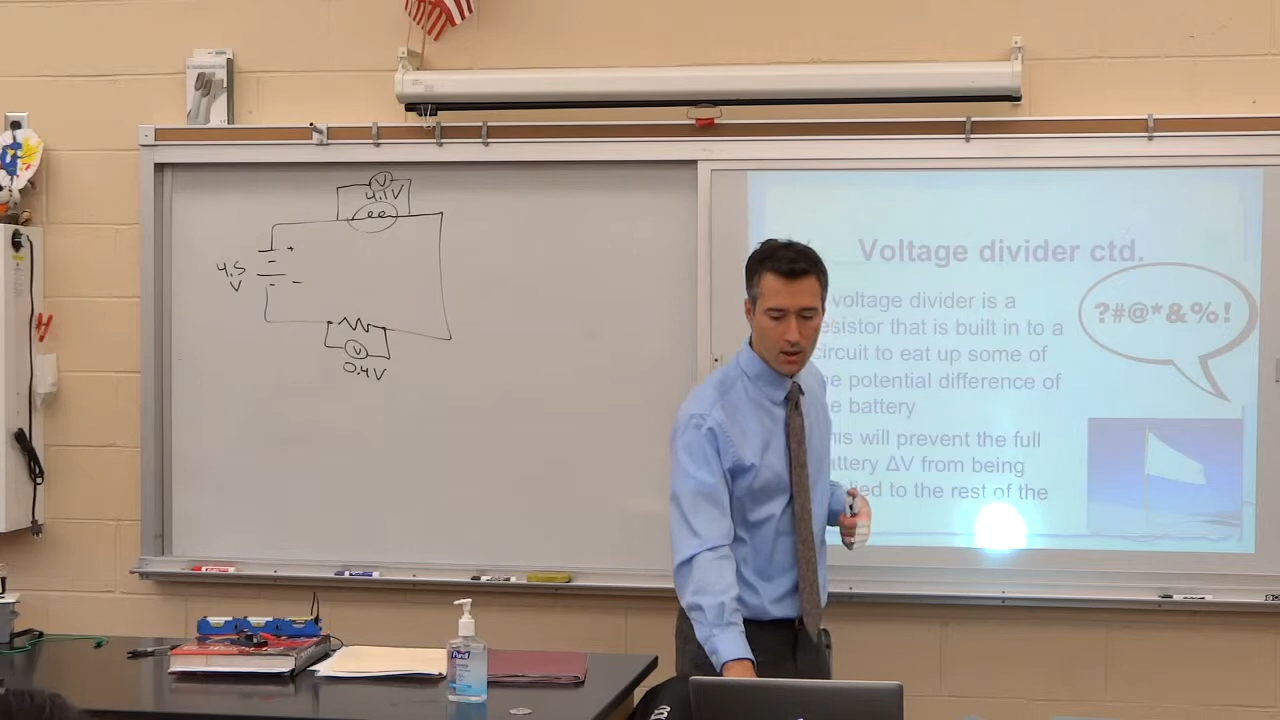 V
4.1V
+
4.5
V
-
V
0.4V
Voltage divider ctd.
voltage divider is a
resistor that is built in to a
circuit to eat up some of
the potential difference of
battery
This will prevent the full
battery ΔV from being
to the rest of the
?#@*&%!
Purell